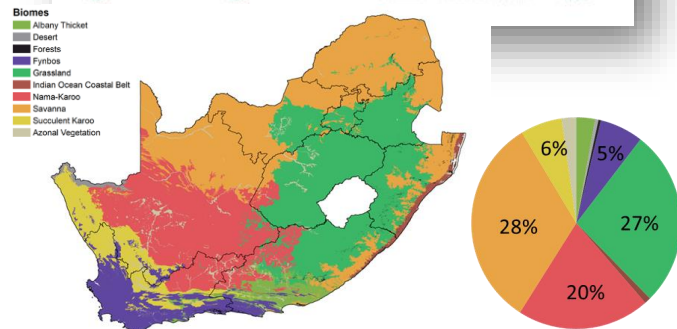 Biomes
Albany Thicket
Desert
Forests
Fynbos
Grassland
Indian Ocean Coastal Belt
Nama-Karoo
Savanna
Succulent Karoo
Azonal Vegetation
6%
5%
28%
27%
20%